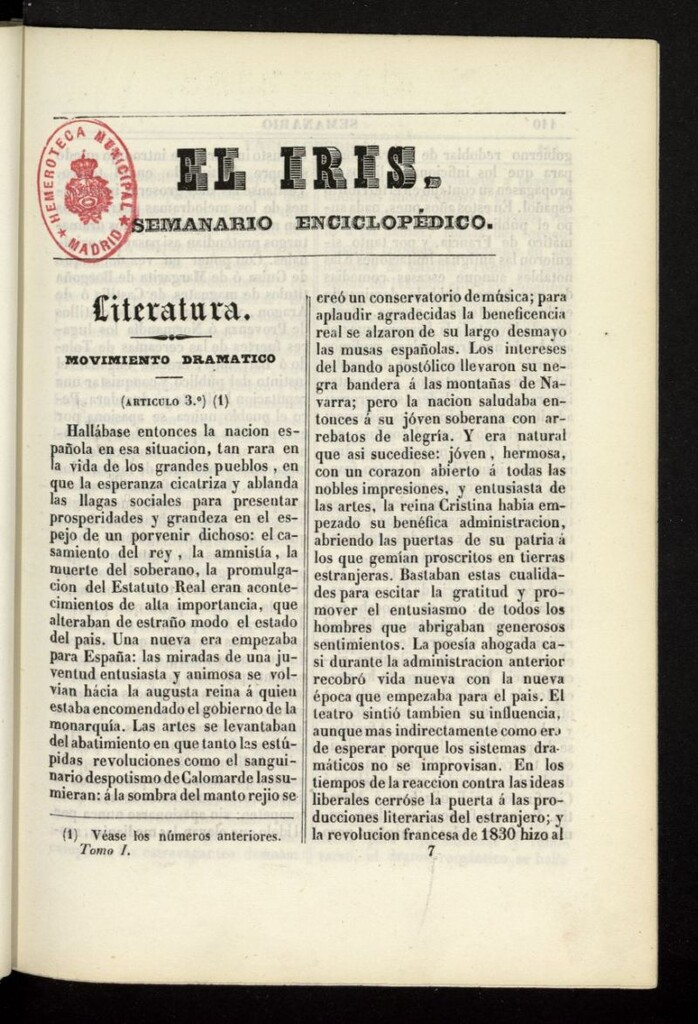 HEMEROTECA MUNICIPAL
MADRID
EL IRIS,
SEMANARIO ENCICLOPÉDICO.
Literatura.
MOVIMIENTO DRAMATICO
(ARTICULO 3.º) (1)
Hallábase entonces la nacion es-
pañola en esa situacion, tan rara en
la vida de los grandes pueblos , en
que la esperanza cicatriza y ablanda
las llagas sociales para presentar
prosperidades y grandeza en el es-
pejo de un porvenir dichoso: el ca-
samiento del rey , la amnistía, la
muerte del soberano, la promulga-
cion del Estatuto Real eran aconte-
cimientos de alta importancia, que
alteraban de estraño modo el estado
del pais. Una nueva era empezaba
para España: las miradas de una ju-
ventud entusiasta y animosa se vol-
vian hácia la augusta reina á quien
estaba encomendado el gobierno de la
monarquía. Las artes se levantaban
del abatimiento en que tanto las estú-
pidas revoluciones como el sangui-
nario despotismo de Calomarde las su-
mieran: á la sombra del manto rejio se
(1) Véase los números anteriores.
Tomo I.
creó un conservatorio de música; para
aplaudir agradecidas la beneficencia
real se alzaron de su largo desmayo
las musas españolas. Los intereses
del bando apostólico llevaron su ne-
gra bandera á las montañas de Na-
varra; pero la nacion saludaba en-
tonces á su jóven soberana con ar-
rebatos de alegría. Y era natural
que asi sucediese: jóven , hermosa,
con un corazon abierto á todas las
nobles impresiones, y entusiasta de
las artes, la reina Cristina habia em-
pezado su benéfica administracion,
abriendo las puertas de su patria á
los que gemían proscritos en tierras
estranjeras. Bastaban estas cualida-
des para escitar la gratitud y pro-
mover el entusiasmo de todos los
hombres que abrigaban generosos
sentimientos. La poesía ahogada ca-
si durante la administracion anterior
recobró vida nueva con la nueva
época que empezaba para el pais. El
teatro sintió tambien su influencia,
aunque mas indirectamente como era
de esperar porque los sistemas dra-
máticos no se improvisan. En los
tiempos de la reaccion contra las ideas
liberales cerróse la puerta á las pro-
ducciones literarias del estranjero; y
la revolucion francesa de 1830 hizo al
7